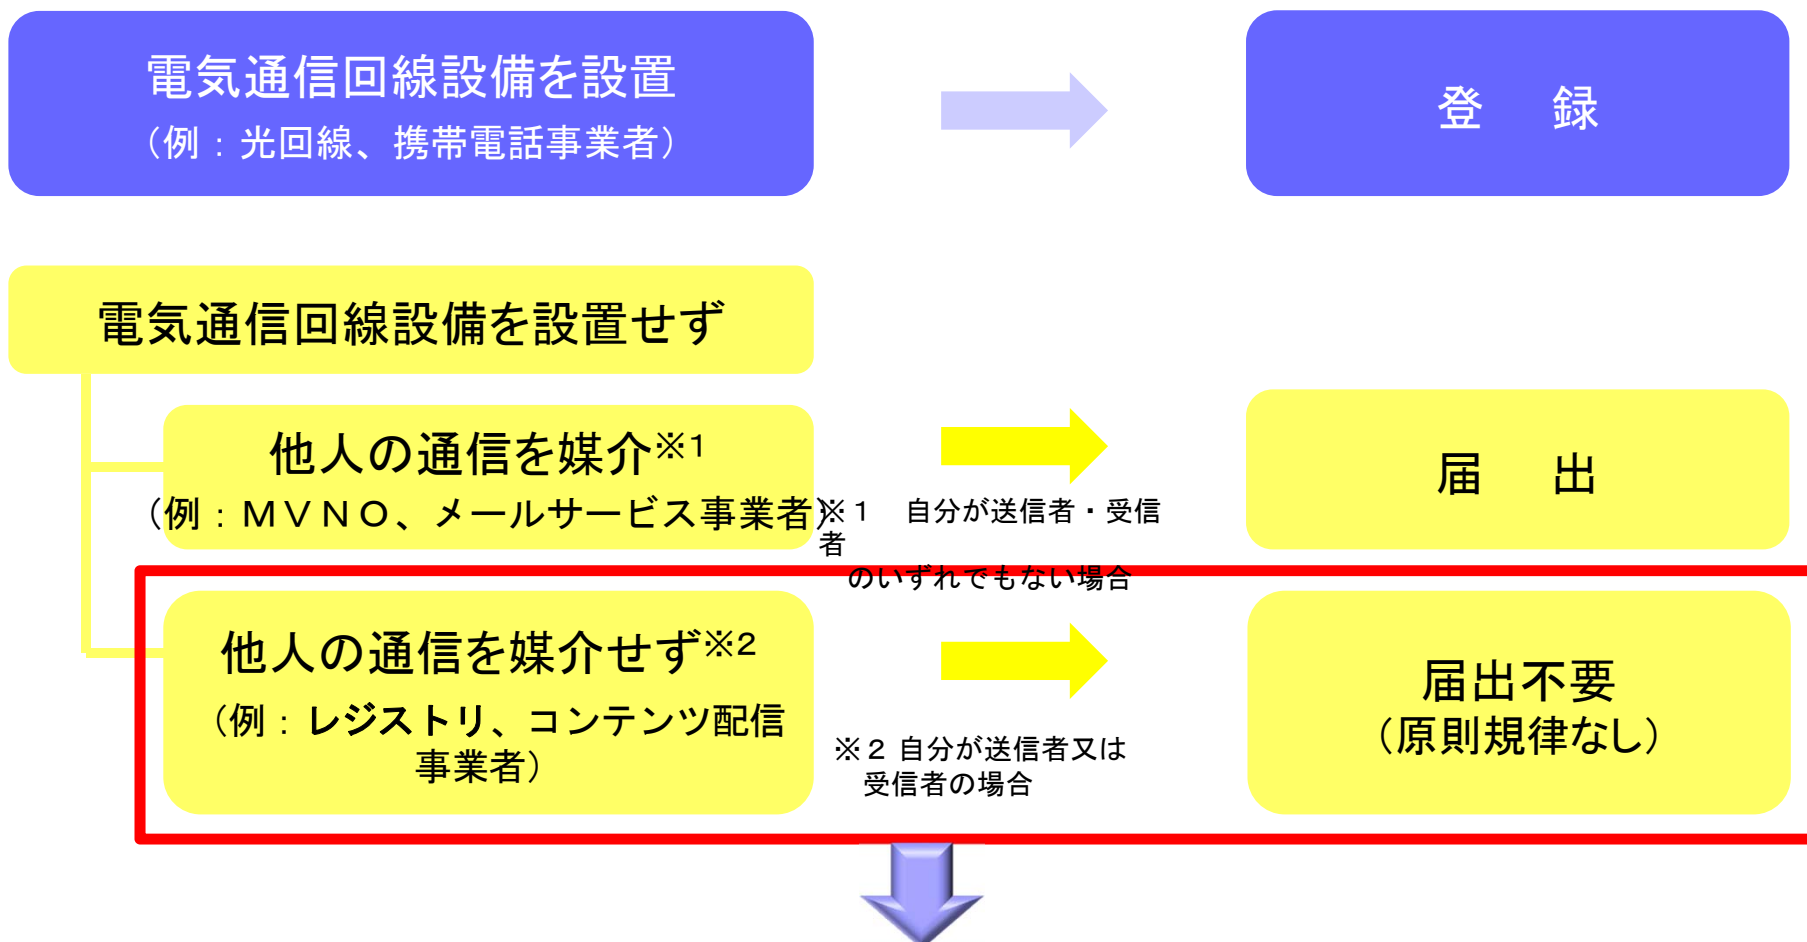 電気通信回線設備を設置
（例：光回線、携帯電話事業者）
登　録
電気通信回線設備を設置せず
他人の通信を媒介※1
（例：ＭＶＮＯ、メールサービス事業者）
※１　自分が送信者・受信
者
のいずれでもない場合
届　出
他人の通信を媒介せず※2
（例：レジストリ、コンテンツ配信
事業者）
※２ 自分が送信者又は
受信者の場合
届出不要
（原則規律なし）